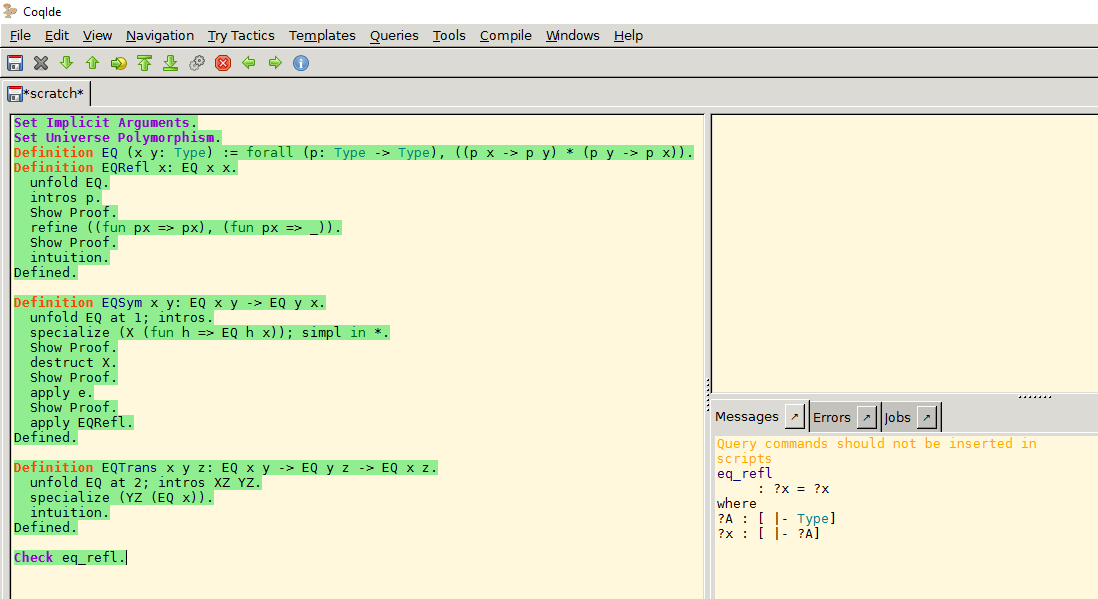 CoqIde
File Edit View Navigation Try Tactics Templates Queries Tools Compile Windows Help
*scratch*
Set Implicit Arguments.
Set Universe Polymorphism.
Definition EQ (x y: Type) := forall (p: Type -> Type), ((p x -> p y) * (p y -> p x)).
Definition EQRefl x: EQ x x.
  unfold EQ.
  intros p.
  Show Proof.
  refine ((fun px => px), (fun px => _)).
  Show Proof.
  intuition.
Defined.
Definition EQSym x y: EQ x y -> EQ y x.
  unfold EQ at 1; intros.
  specialize (X (fun h => EQ h x)); simpl in *.
  Show Proof.
  destruct X.
  Show Proof.
  apply e.
  Show Proof.
  apply EQRefl.
Defined.
Definition EQTrans x y z: EQ x y -> EQ y z -> EQ x z.
  unfold EQ at 2; intros XZ YZ.
  specialize (YZ (EQ x)).
  intuition.
Defined.
Check eq_refl.
Messages Errors Jobs
Query commands should not be inserted in
scripts
eq_refl
     : ?x = ?x
where
?A : [ |- Type]
?x : [ |- ?A]